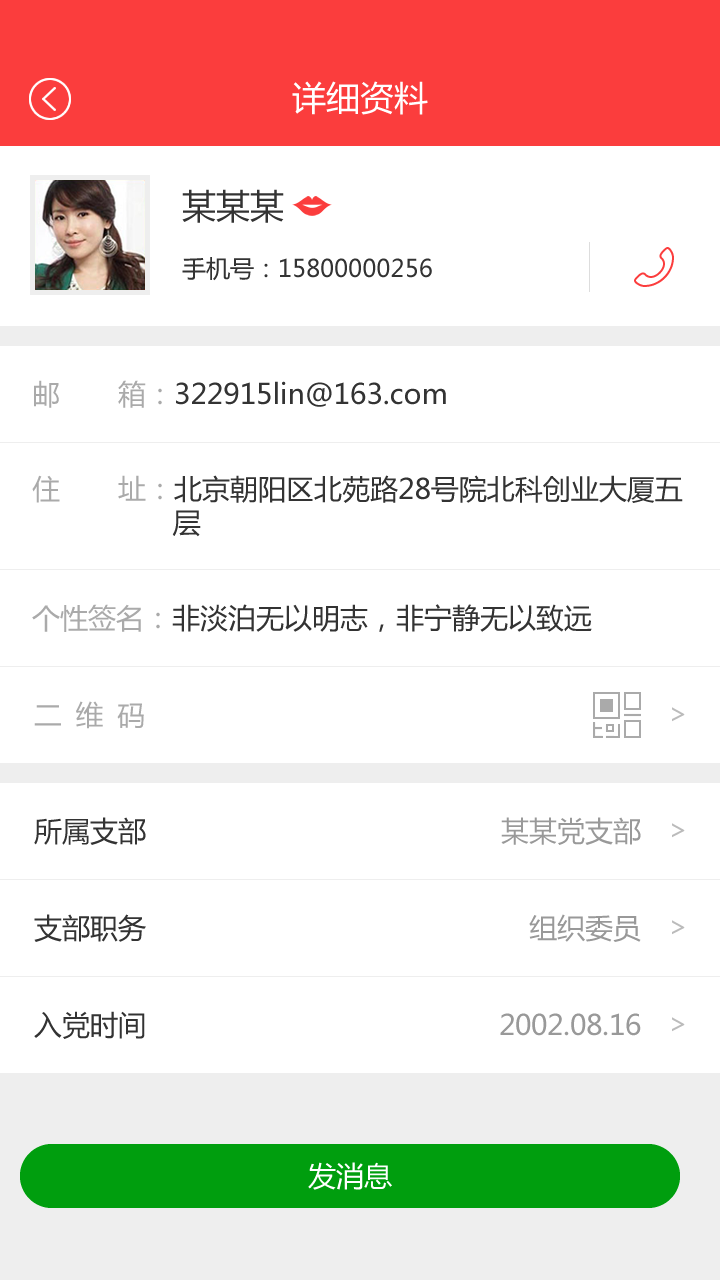 详细资料
某某某
手机号：15800000256
邮 箱：322915lin@163.com
住 址：北京朝阳区北苑路28号院北科创业大厦五
层
个性签名：非淡泊无以明志，非宁静无以致远
二 维 码 >
所属支部 某某党支部 >
支部职务 组织委员 >
入党时间 2002.08.16 >
发消息